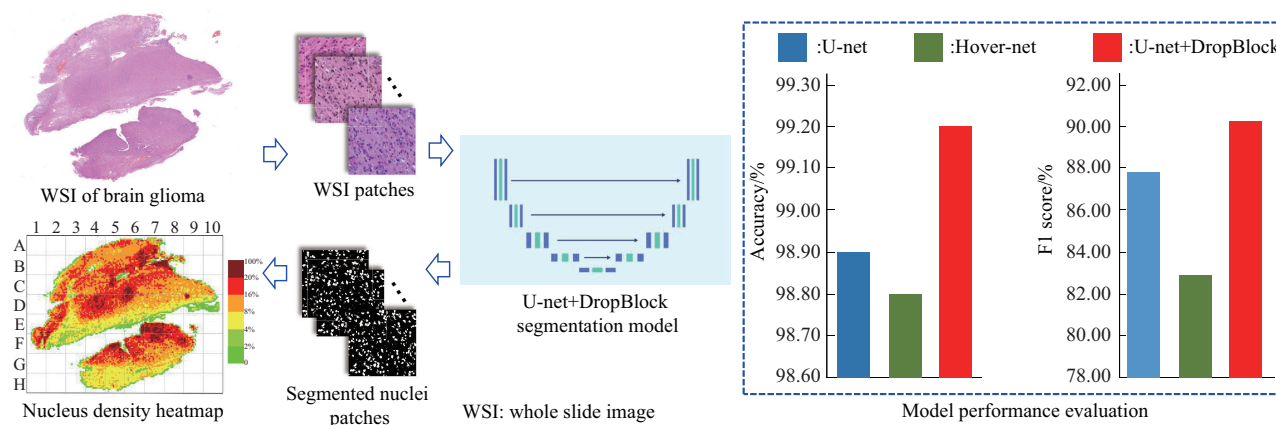 WSI of brain glioma
WSI patches
U-net+DropBlock
segmentation model
Segmented nuclei
patches
1 2 3 4 5 6 7 8 9 10
A
B
C
D
E
F
G
H
100%
20%
16%
8%
4%
2%
0
Nucleus density heatmap
WSI: whole slide image
:U-net :Hover-net :U-net+DropBlock
Accuracy/%
99.30
99.20
99.10
99.00
98.90
98.80
98.70
98.60
F1 score/%
92.00
90.00
88.00
86.00
84.00
82.00
80.00
78.00
Model performance evaluation